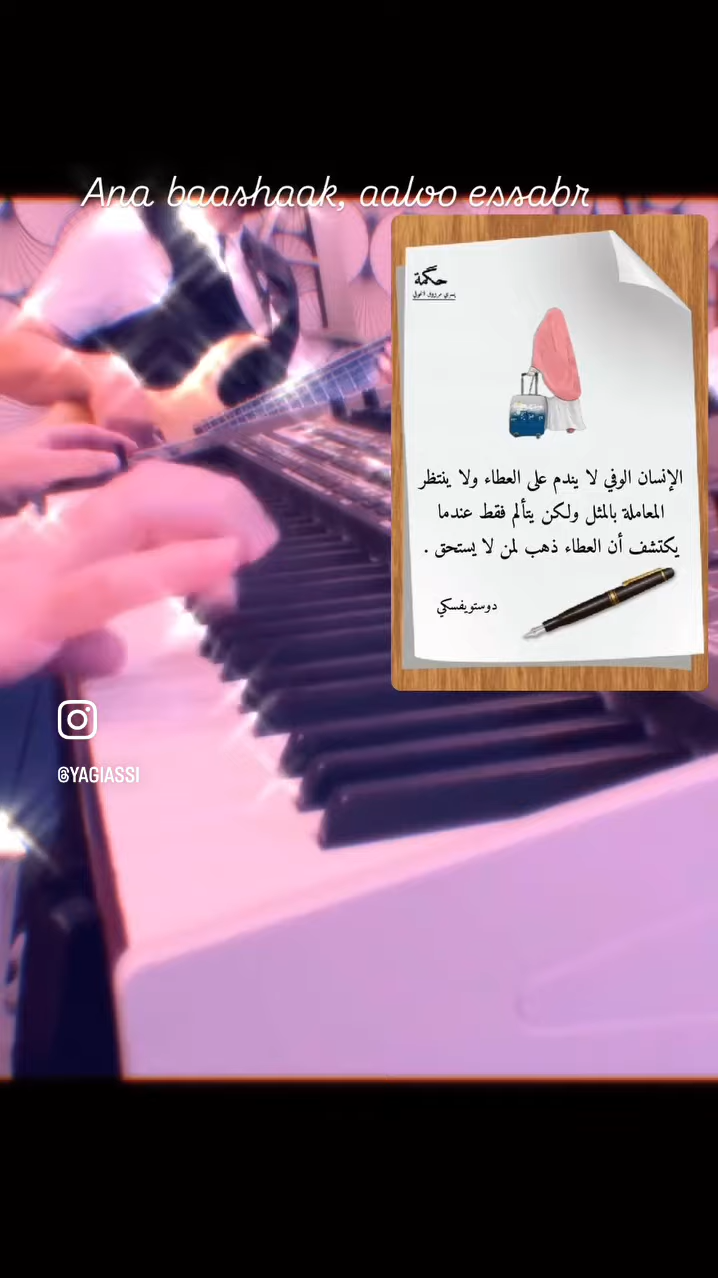 Ana baashaak, aaloo essabr
حكمة
الإنسان الوفي لا يندم على العطاء ولا ينتظر
المعاملة بالمثل ولكن يتألم فقط عندما
يكتشف أن العطاء ذهب لمن لا يستحق .
دوستويفسكي
@YAGIASSI